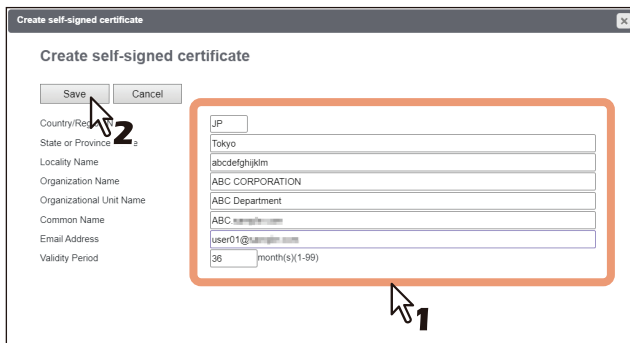 Create self-signed certificate
Create self-signed certificate
Save Cancel
Country/Reg N JP
State or Province e Tokyo
Locality Name abcdefghijklm
Organization Name ABC CORPORATION
Organizational Unit Name ABC Department
Common Name ABC.
Email Address user01@
Validity Period 36 month(s)(1-99)
2
1